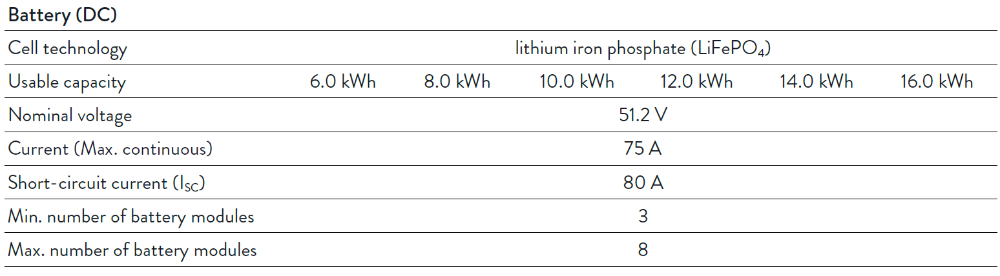 Battery (DC)
Cell technology lithium iron phosphate (LiFePO₄)
Usable capacity 6.0 kWh 8.0 kWh 10.0 kWh 12.0 kWh 14.0 kWh 16.0 kWh
Nominal voltage 51.2 V
Current (Max. continuous) 75 A
Short-circuit current (ISC) 80 A
Min. number of battery modules 3
Max. number of battery modules 8